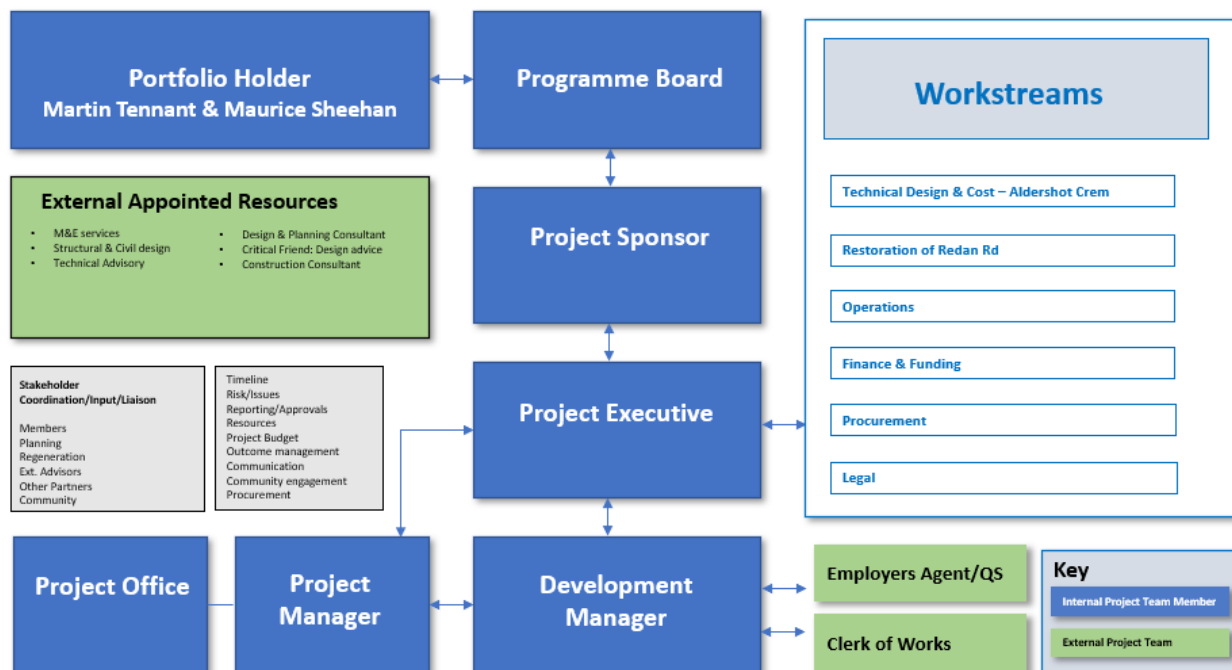 Portfolio Holder
Martin Tennant & Maurice Sheehan
Programme Board
Workstreams
External Appointed Resources
• M&E services
• Structural & Civil design
• Technical Advisory
• Design & Planning Consultant
• Critical Friend: Design advice
• Construction Consultant
Project Sponsor
Technical Design & Cost – Aldershot Crem
Restoration of Redan Rd
Operations
Finance & Funding
Procurement
Legal
Stakeholder
Coordination/Input/Liaison
Members
Planning
Regeneration
Ext. Advisors
Other Partners
Community
Timeline
Risk/Issues
Reporting/Approvals
Resources
Project Budget
Outcome management
Communication
Community engagement
Procurement
Project Executive
Project Office
Project
Manager
Development
Manager
Employers Agent/QS
Clerk of Works
Key
Internal Project Team Member
External Project Team